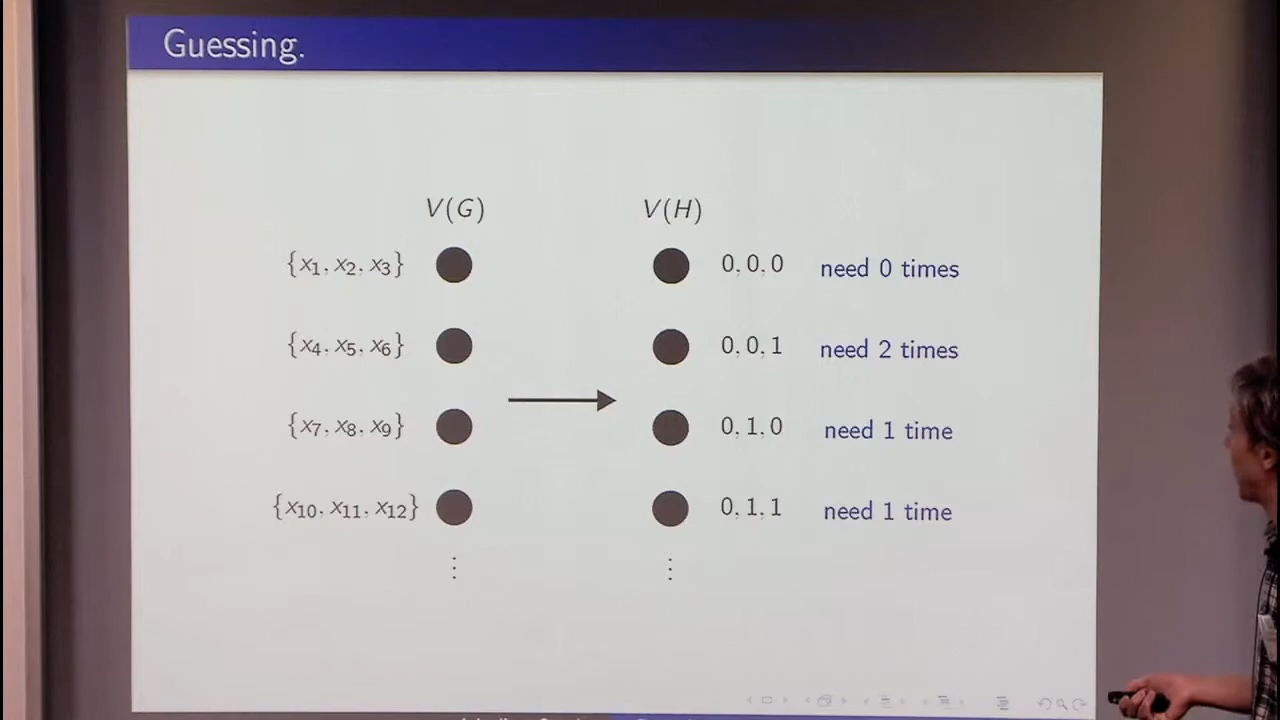 Guessing.
V(G) V(H)
{x₁, x₂, x₃} 0, 0, 0 need 0 times
{x₄, x₅, x₆} 0, 0, 1 need 2 times
{x₇, x₈, x₉} 0, 1, 0 need 1 time
{x₁₀, x₁₁, x₁₂} 0, 1, 1 need 1 time
⋮ ⋮